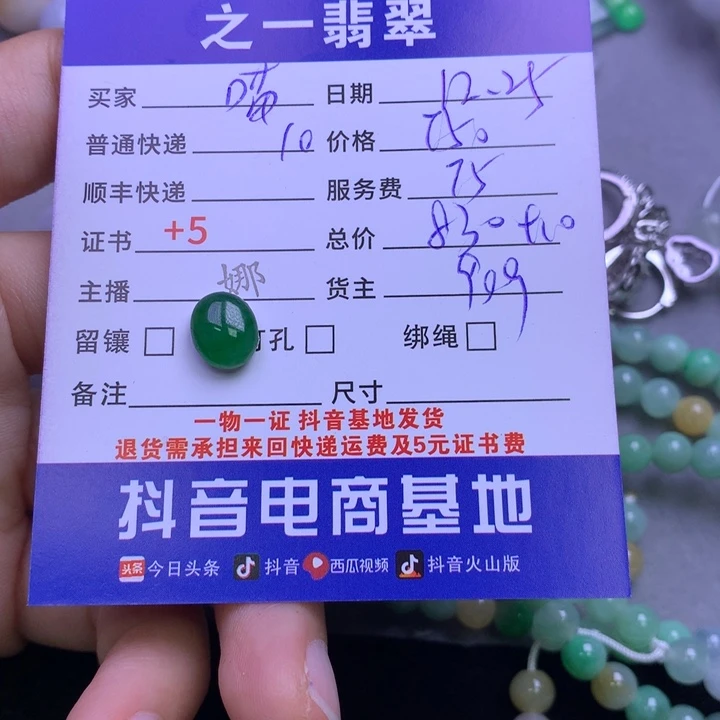 之一翡翠
买家 喵 日期 12-25
普通快递 10 价格 750
顺丰快递 服务费 75
证书 +5 总价 830+10
主播 娜 货主 909
留镶 打孔 绑绳
备注 尺寸
一物一证 抖音基地发货
退货需承担来回快递运费及5元证书费
抖音电商基地
头条 今日头条 抖音 西瓜视频 抖音火山版